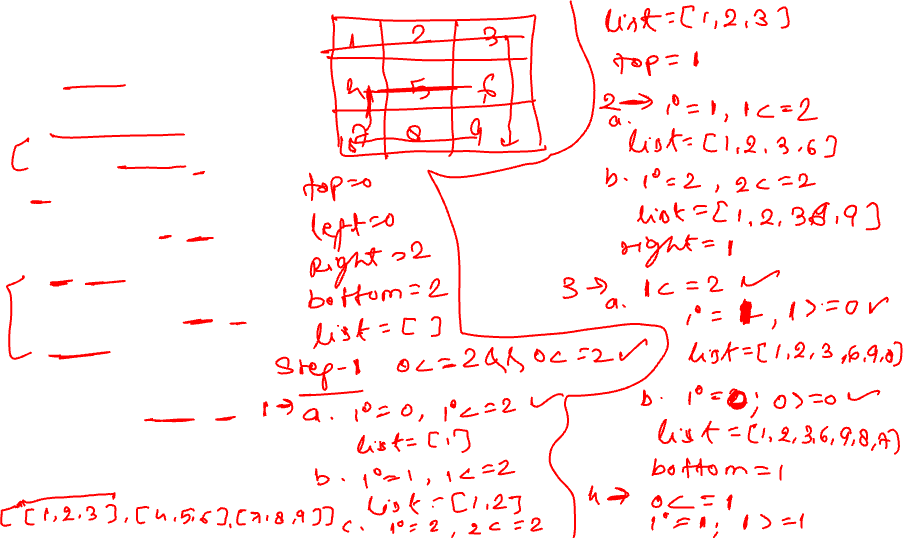 1 2 3
4 5 6
7 8 9
top=0
left=0
Right=2
bottom=2
list=[ ]
Step-1 0<=2 && 0<=2 ✓
1→ a. i=0, i<=2 ✓
list=[1]
b. i=1, 1<=2
list=[1,2]
c. i=2, 2<=2
[[1,2,3],[4,5,6],[7,8,9]]
list=[1,2,3]
top=1
2→ a. i=1, 1<=2
list=[1,2,3,6]
b. i=2, 2<=2
list=[1,2,3,6,9]
right=1
3→ a. 1<=2 ✓
i=1, 1>=0 ✓
list=[1,2,3,6,9,8]
b. i=0; 0>=0 ✓
list=[1,2,3,6,9,8,7]
bottom=1
4→ 0<=1
i=1; 1>=1